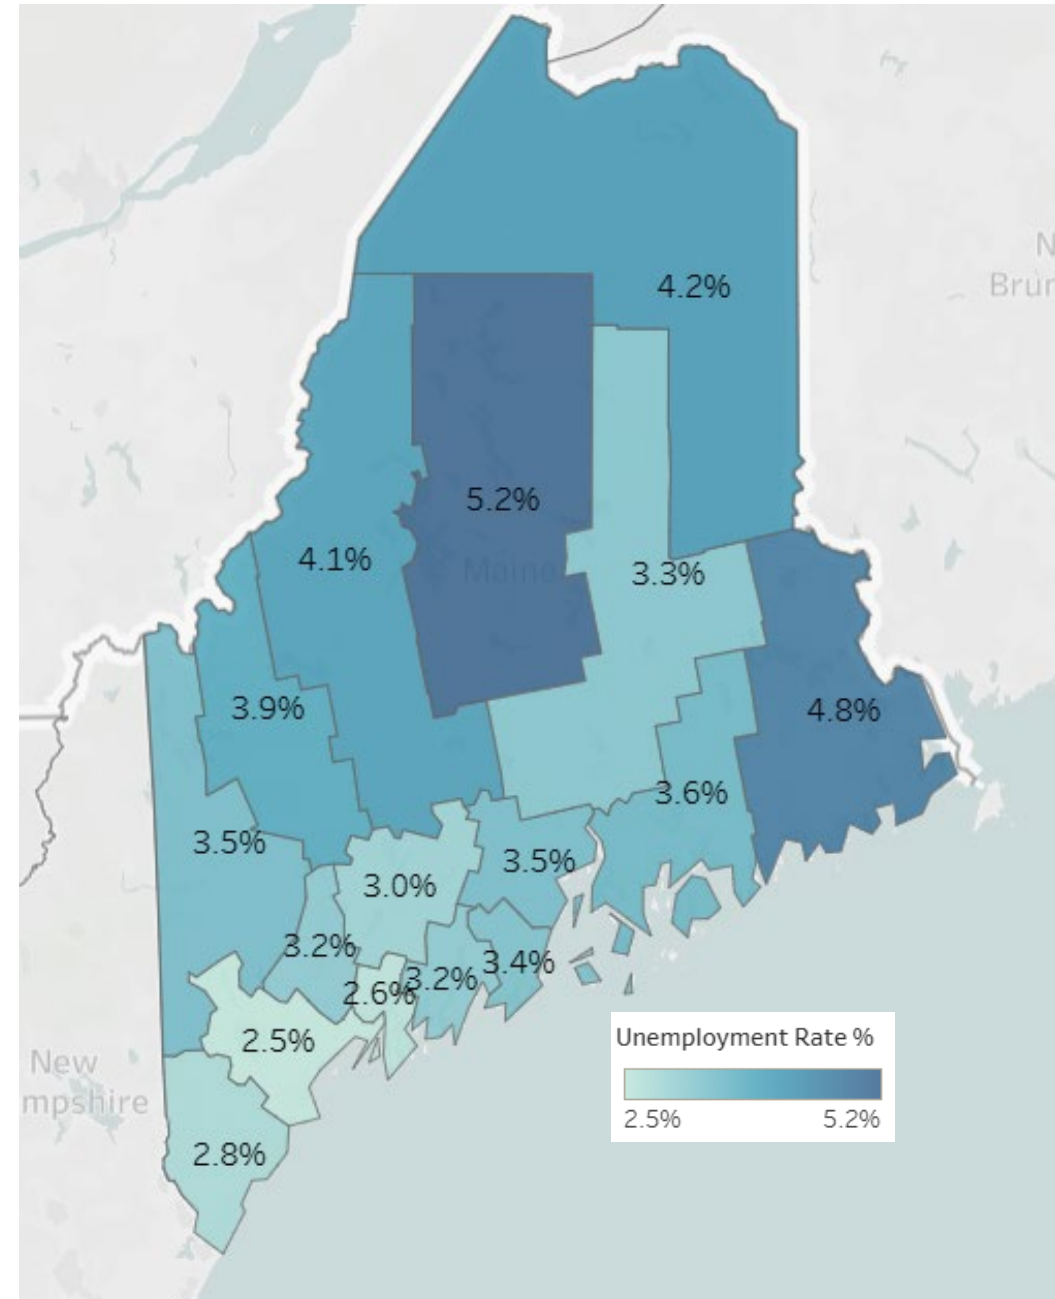 N
Brun
4.2%
5.2%
4.1%
Maine
3.3%
3.9%
4.8%
3.6%
3.5%
3.5%
3.0%
3.2%
3.4%
3.2%
2.6%
2.5%
Unemployment Rate %
New
mpshire
2.5% 5.2%
2.8%